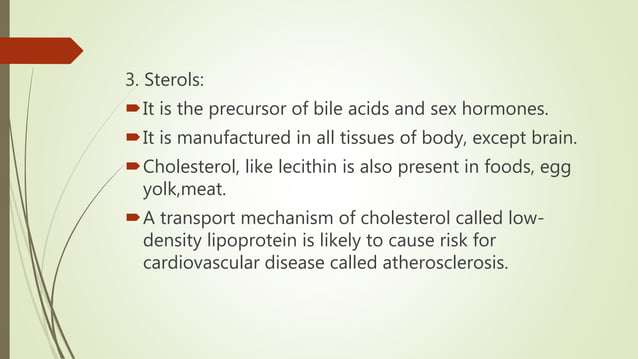 3. Sterols:
It is the precursor of bile acids and sex hormones.
It is manufactured in all tissues of body, except brain.
Cholesterol, like lecithin is also present in foods, egg
yolk,meat.
A transport mechanism of cholesterol called low-
density lipoprotein is likely to cause risk for
cardiovascular disease called atherosclerosis.